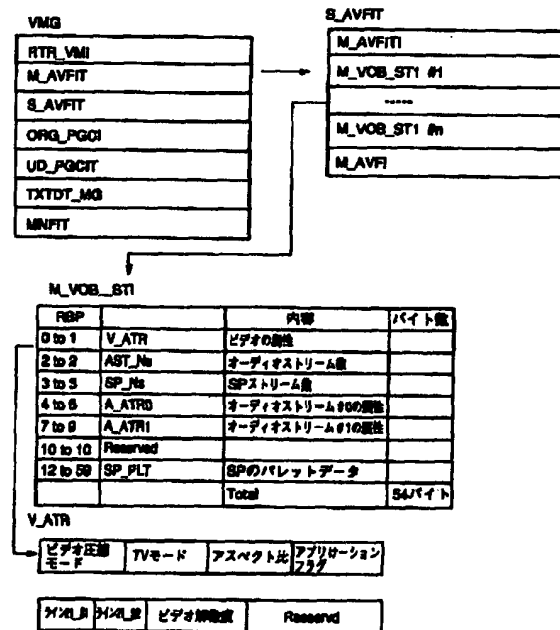 VMG
RTR_VMI
M_AVFIT
S_AVFIT
ORG_PGCI
UD_PGCIT
TXTDT_MG
MNFIT
S_AVFIT
M_AVFITI
M_VOB_STI #1
-----
M_VOB_STI #n
M_AVFI
M_VOB_STI
RBP 内容 バイト数
0 to 1 V_ATR ビデオの属性
2 to 2 AST_Ns オーディオストリーム数
3 to 3 SP_Ns SPストリーム数
4 to 6 A_ATR0 オーディオストリーム#0の属性
7 to 9 A_ATR1 オーディオストリーム#1の属性
10 to 10 Reserved
12 to 59 SP_PLT SPのパレットデータ
Total 54バイト
V_ATR
ビデオ圧縮モード TVモード アスペクト比 アプリケーションフラグ
ビデオ解像度 Reservd